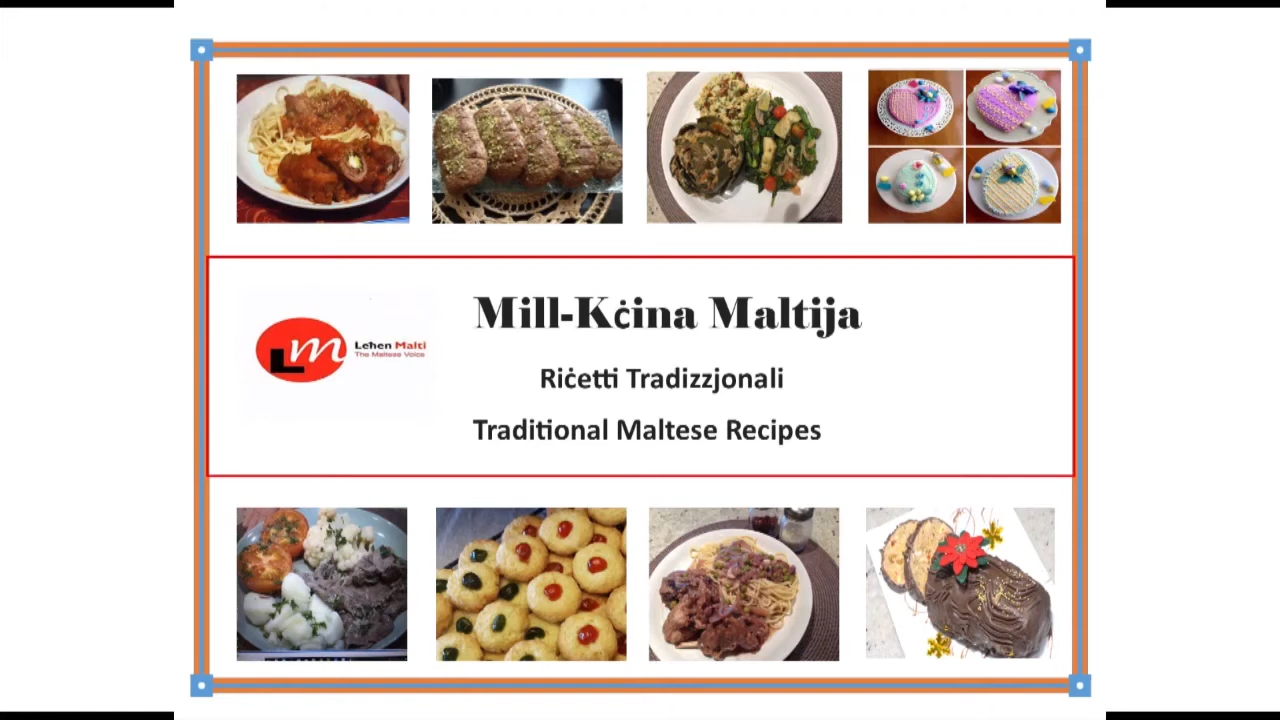 Mill-Kċina Maltija
Leħen Malti
The Maltese Voice
Riċetti Tradizzjonali
Traditional Maltese Recipes